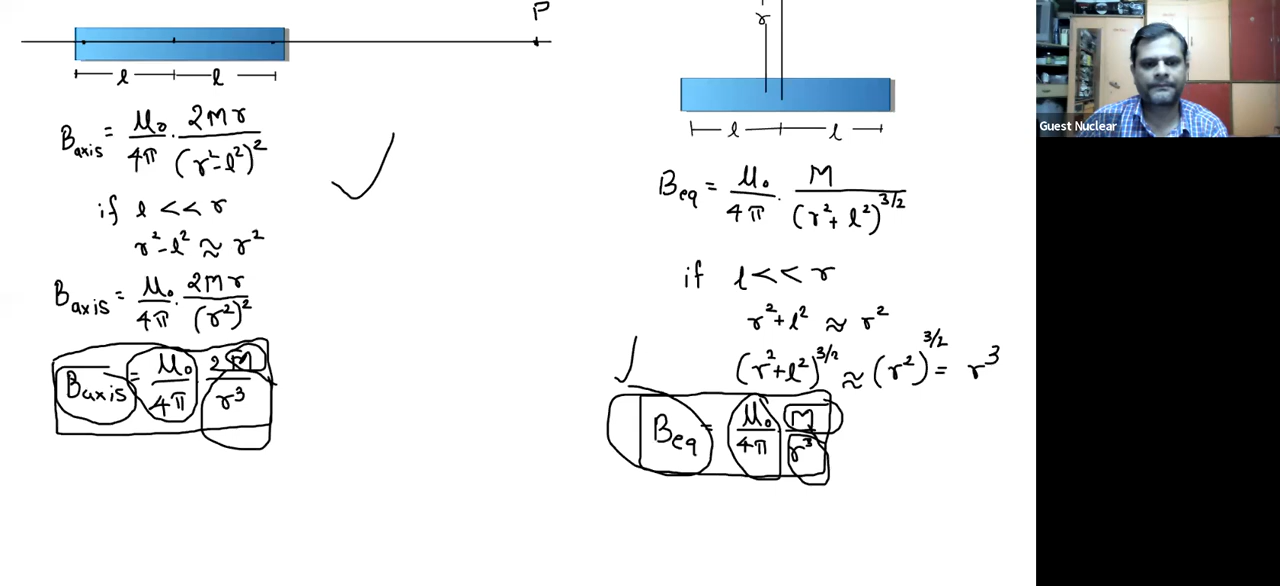 P
l l
B_axis = μ₀/4π · 2Mr/(r²-l²)²
if l << r
r²-l² ≈ r²
B_axis = μ₀/4π · 2Mr/(r²)²
B_axis = μ₀/4π 2M/r³
r
l l
B_eq = μ₀/4π · M/(r²+l²)^3/2
if l << r
r²+l² ≈ r²
(r²+l²)^3/2 ≈ (r²)^3/2 = r³
B_eq = μ₀/4π · M/r³
Guest Nuclear